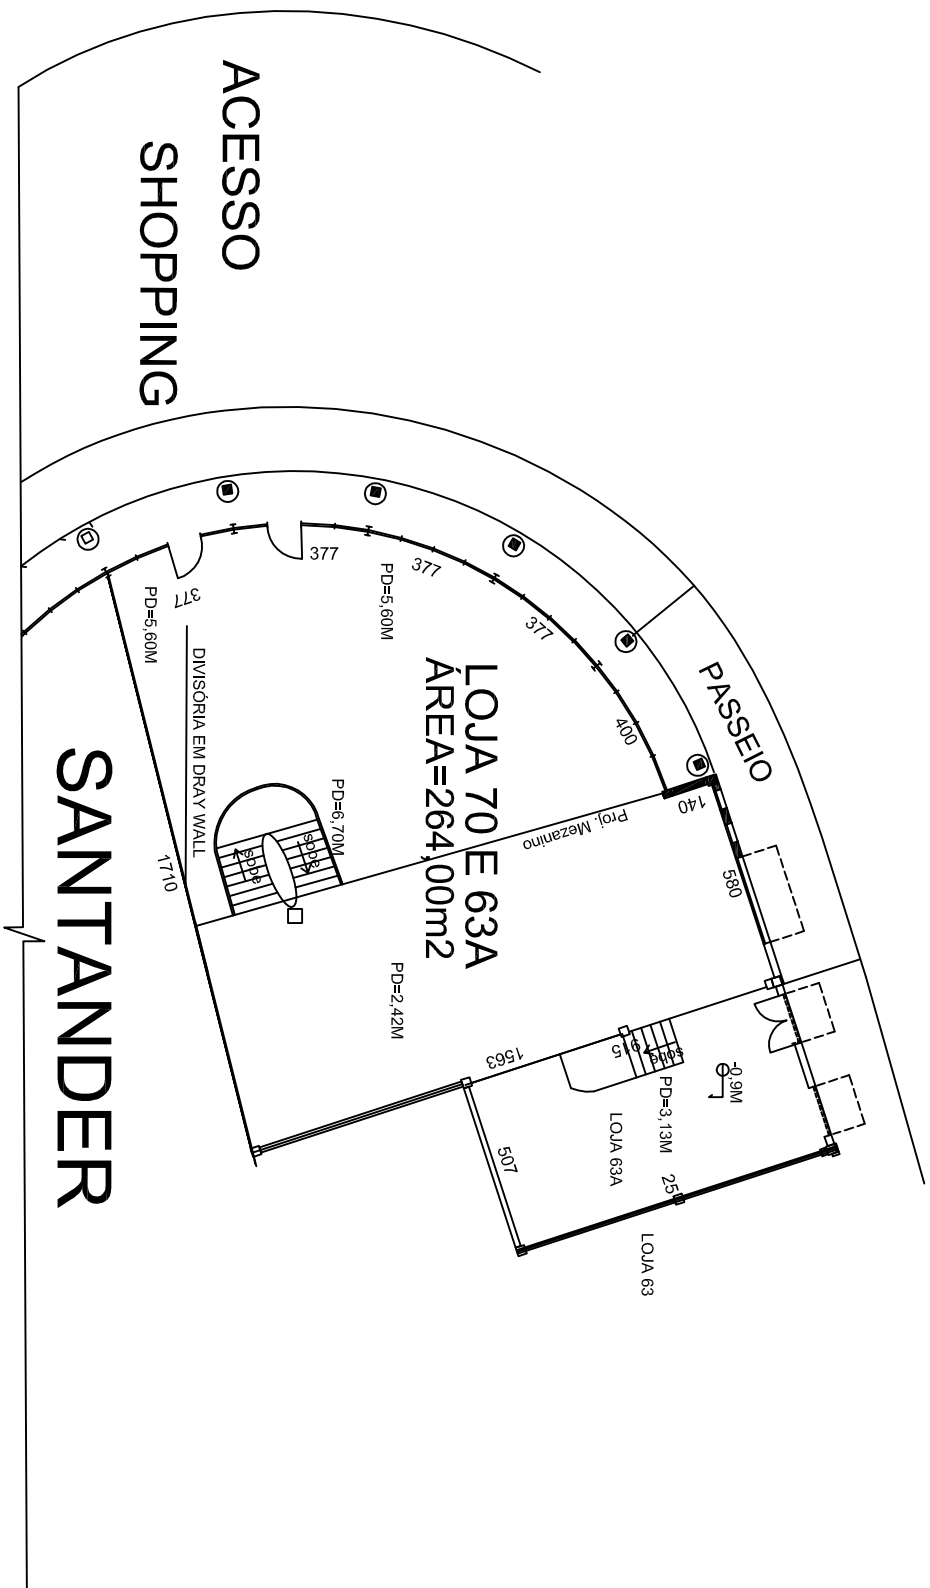 ACESSO
SHOPPING
PASSEIO
377
377
377
377
400
140
580
PD=5,60M
PD=5,60M
DIVISÓRIA EM DRAY WALL
LOJA 70 E 63A
ÁREA=264,00m2
Proj. Mezanino
PD=6,70M
sobe
sobe
1710
SANTANDER
PD=2,42M
1563
915
sobe
-0,9M
PD=3,13M
LOJA 63A
507
25
LOJA 63